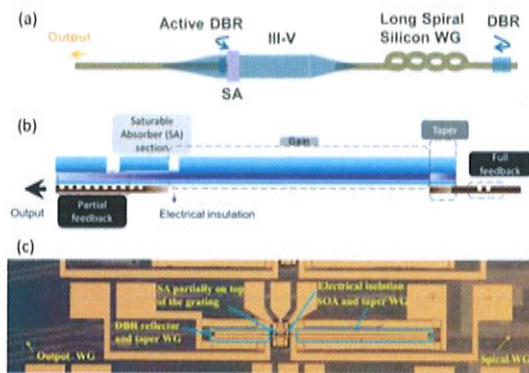 (a)
Active DBR
III-V
Long Spiral
Silicon WG
DBR
Output
SA
(b)
Saturable
Absorber (SA)
section
Gain
Taper
Full
feedback
Output
Partial
feedback
Electrical insulation
(c)
SA partially on top
of the grating
Electrical isolation
SOA and taper WG
DBR reflector
and taper WG
Output WG
Spiral WG